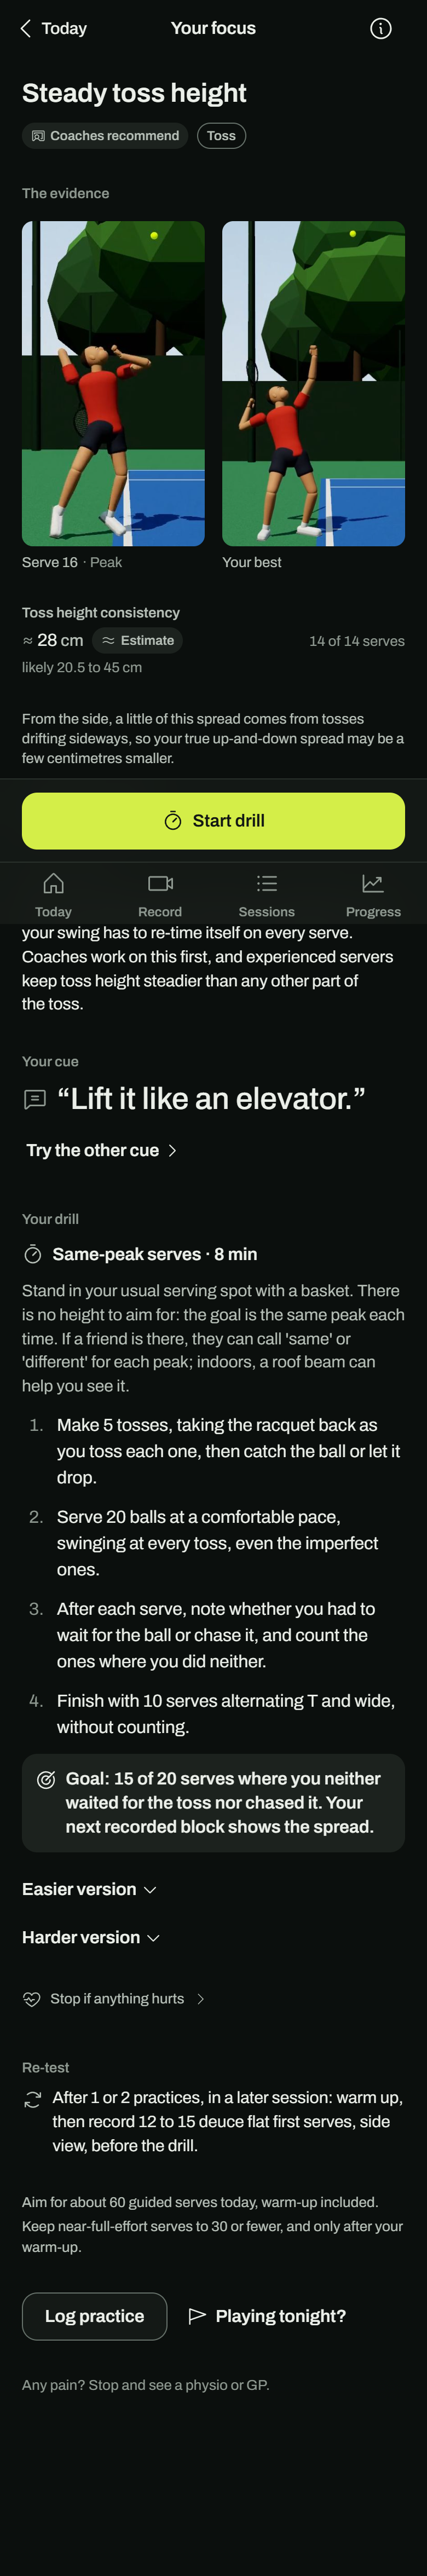 Today
Your focus
Steady toss height
Coaches recommend
Toss
The evidence
Serve 16 · Peak
Your best
Toss height consistency
≈ 28 cm
≈ Estimate
14 of 14 serves
likely 20.5 to 45 cm
From the side, a little of this spread comes from tosses
drifting sideways, so your true up-and-down spread may be a
few centimetres smaller.
Start drill
Today
Record
Sessions
Progress
your swing has to re-time itself on every serve.
Coaches work on this first, and experienced servers
keep toss height steadier than any other part of
the toss.
Your cue
“Lift it like an elevator.”
Try the other cue
Your drill
Same-peak serves · 8 min
Stand in your usual serving spot with a basket. There
is no height to aim for: the goal is the same peak each
time. If a friend is there, they can call 'same' or
'different' for each peak; indoors, a roof beam can
help you see it.
1. Make 5 tosses, taking the racquet back as
you toss each one, then catch the ball or let it
drop.
2. Serve 20 balls at a comfortable pace,
swinging at every toss, even the imperfect
ones.
3. After each serve, note whether you had to
wait for the ball or chase it, and count the
ones where you did neither.
4. Finish with 10 serves alternating T and wide,
without counting.
Goal: 15 of 20 serves where you neither
waited for the toss nor chased it. Your
next recorded block shows the spread.
Easier version
Harder version
Stop if anything hurts
Re-test
After 1 or 2 practices, in a later session: warm up,
then record 12 to 15 deuce flat first serves, side
view, before the drill.
Aim for about 60 guided serves today, warm-up included.
Keep near-full-effort serves to 30 or fewer, and only after your
warm-up.
Log practice
Playing tonight?
Any pain? Stop and see a physio or GP.